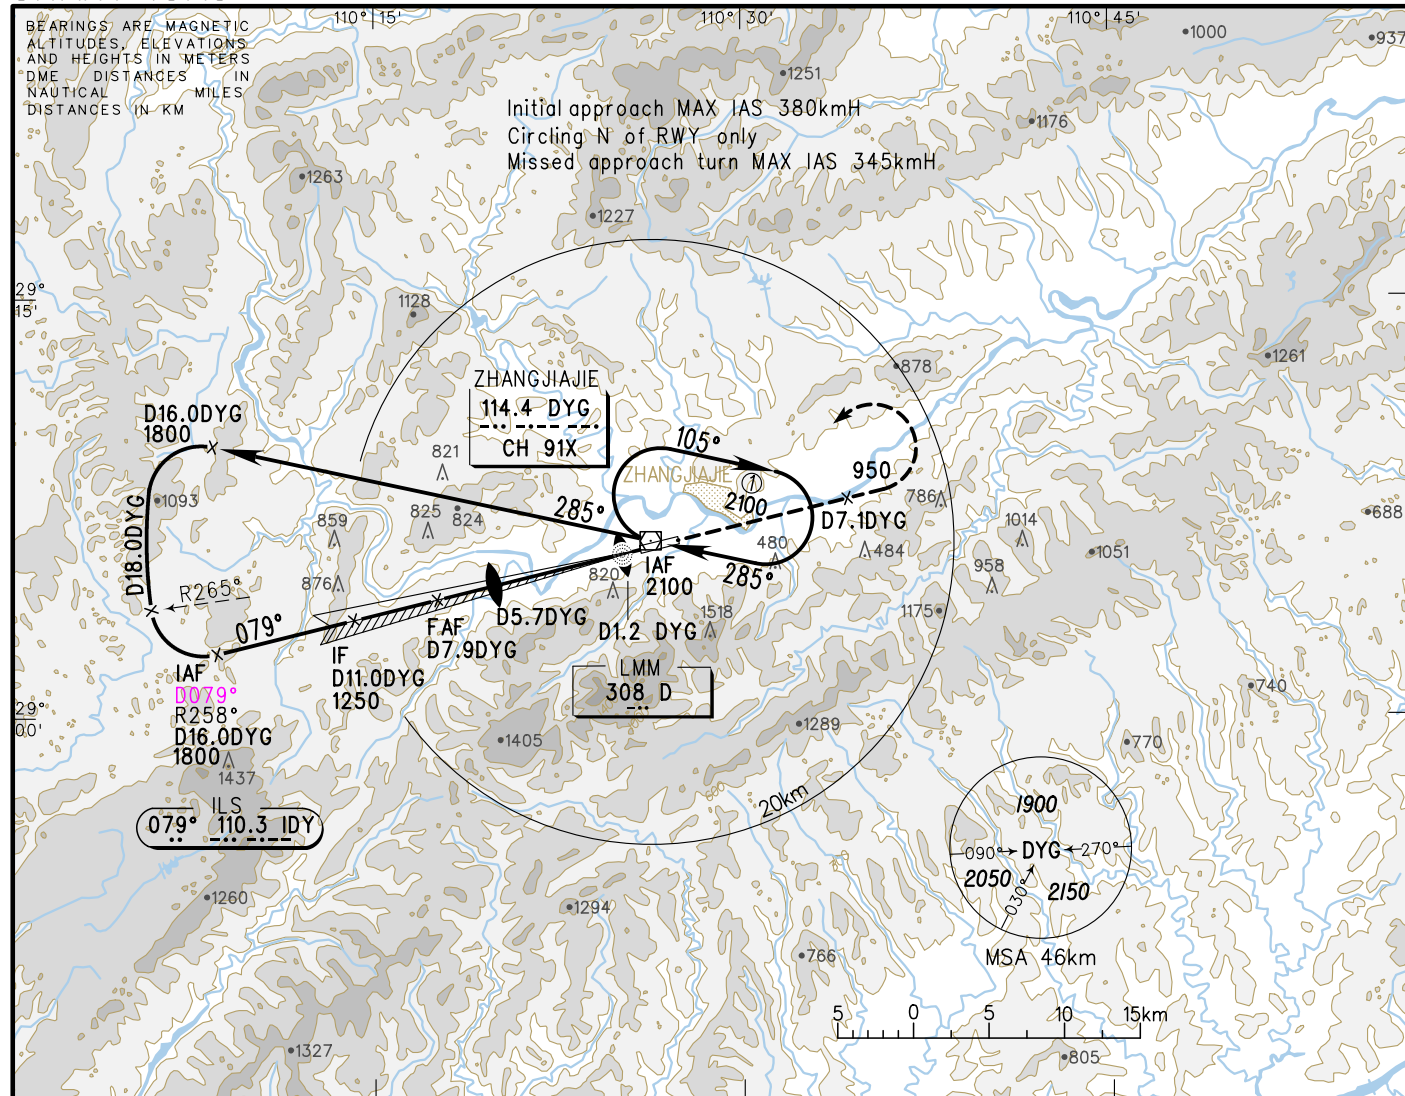 BEARINGS ARE MAGNETIC
ALTITUDES, ELEVATIONS
AND HEIGHTS IN METERS
DME DISTANCES IN
NAUTICAL MILES
DISTANCES IN KM
110°15'
110°30'
110°45'
1000
937
1251
Initial approach MAX IAS 380kmH
Circling N of RWY only
Missed approach turn MAX IAS 345kmH
1176
1263
1227
29°
15'
1128
1261
878
ZHANGJIAJIE
114.4 DYG
CH 91X
D16.0DYG
1800
105°
821
ZHANGJIAJIE
1
2100
950
786
1093
D18.0DYG
859
825
824
285°
D7.1DYG
688
1014
480
484
1051
IAF
2100
285°
958
876
820
R265°
D5.7DYG
1518
1175
079°
FAF
D7.9DYG
D1.2 DYG
IF
D11.0DYG
1250
LMM
308 D
IAF
D079°
R258°
D16.0DYG
1800
740
29°
00'
1289
1405
770
1437
600
20km
ILS
079° 110.3 IDY
1900
090°
DYG
270°
2050
030°
2150
1260
1294
766
MSA 46km
5 0 5 10 15km
1327
805